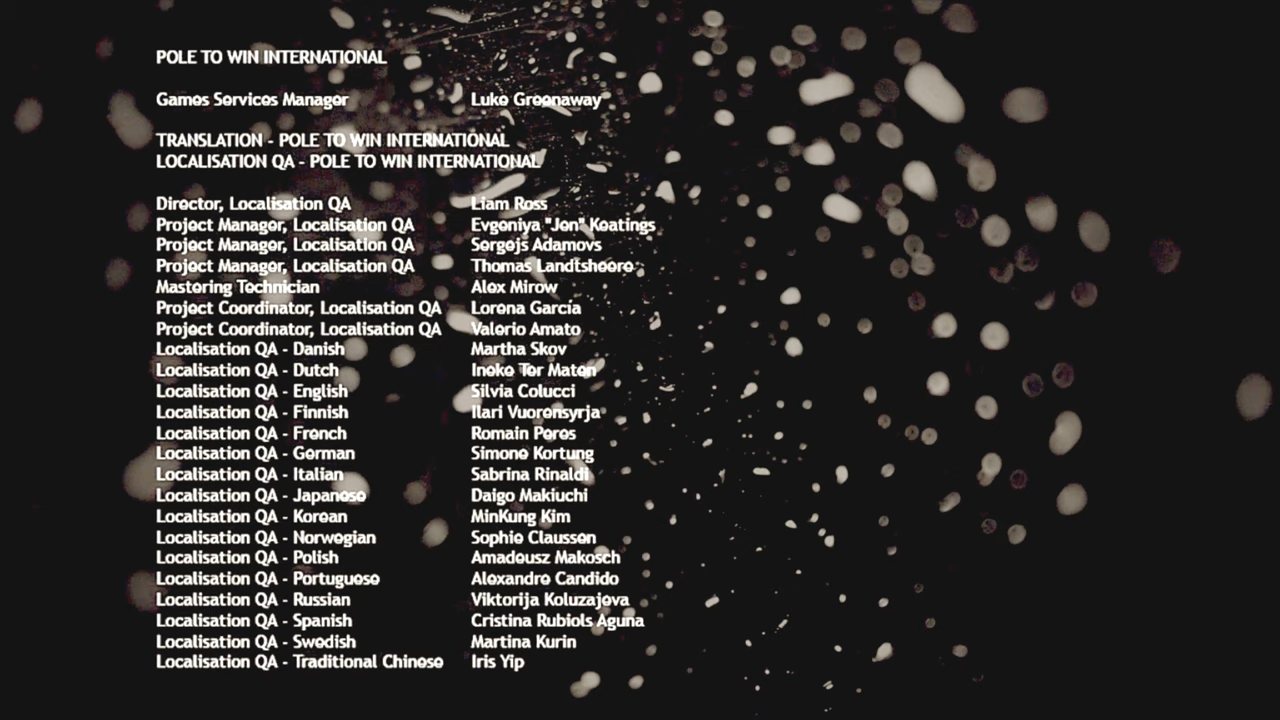 POLE TO WIN INTERNATIONAL
Games Services Manager Luke Greenaway
TRANSLATION - POLE TO WIN INTERNATIONAL
LOCALISATION QA - POLE TO WIN INTERNATIONAL
Director, Localisation QA Liam Ross
Project Manager, Localisation QA Evgeniya "Jen" Keatings
Project Manager, Localisation QA Sergejs Adamovs
Project Manager, Localisation QA Thomas Landtsheere
Mastering Technician Alex Mirow
Project Coordinator, Localisation QA Lorena García
Project Coordinator, Localisation QA Valerio Amato
Localisation QA - Danish Martha Skov
Localisation QA - Dutch Ineke Ter Maten
Localisation QA - English Silvia Colucci
Localisation QA - Finnish Ilari Vuorensyrja
Localisation QA - French Romain Peres
Localisation QA - German Simone Kortung
Localisation QA - Italian Sabrina Rinaldi
Localisation QA - Japanese Daigo Makiuchi
Localisation QA - Korean MinKung Kim
Localisation QA - Norwegian Sophie Claussen
Localisation QA - Polish Amadeusz Makosch
Localisation QA - Portuguese Alexandre Candido
Localisation QA - Russian Viktorija Koluzajeva
Localisation QA - Spanish Cristina Rubiols Aguna
Localisation QA - Swedish Martina Kurin
Localisation QA - Traditional Chinese Iris Yip